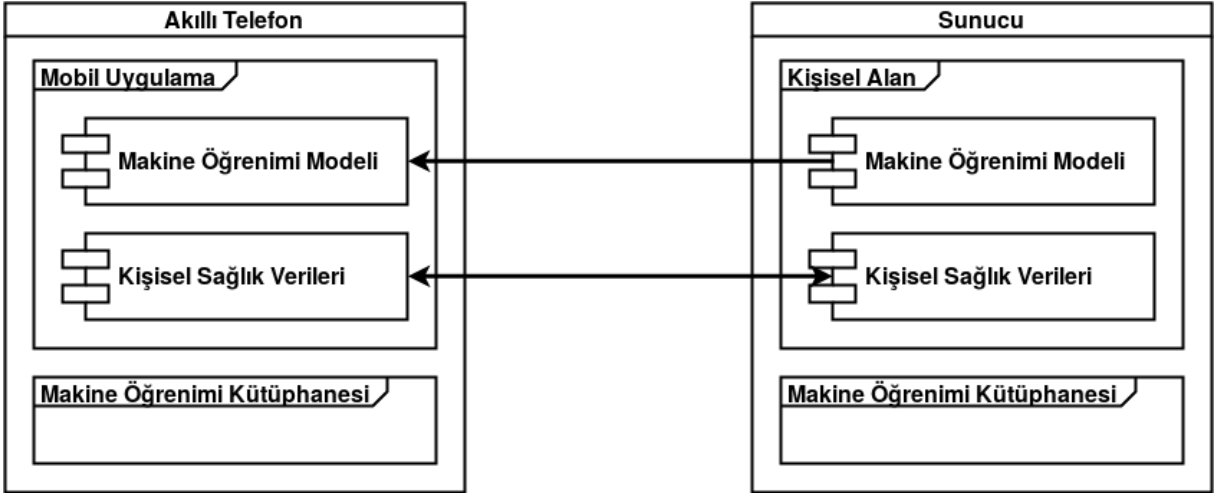 Akıllı Telefon
Mobil Uygulama
Makine Öğrenimi Modeli
Kişisel Sağlık Verileri
Makine Öğrenimi Kütüphanesi
Sunucu
Kişisel Alan
Makine Öğrenimi Modeli
Kişisel Sağlık Verileri
Makine Öğrenimi Kütüphanesi